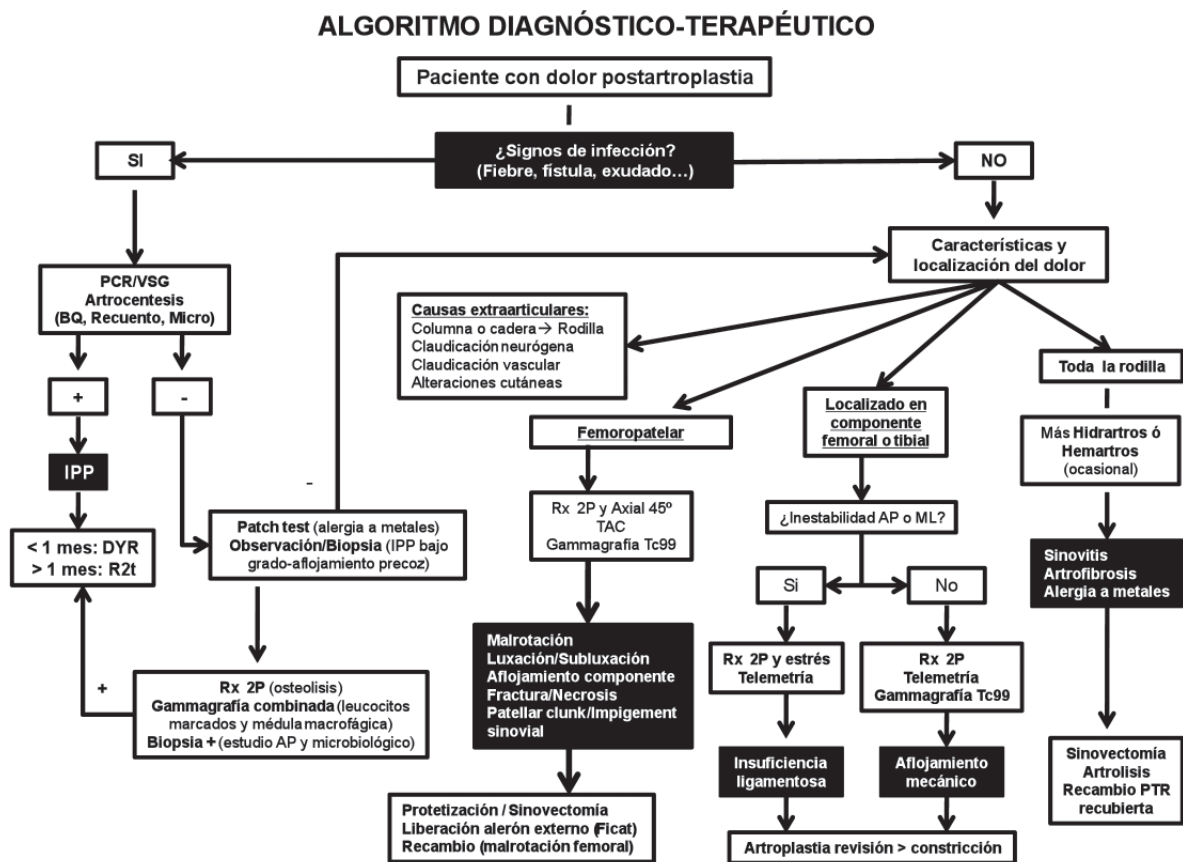 ALGORITMO DIAGNÓSTICO-TERAPÉUTICO
Paciente con dolor postartroplastia
¿Signos de infección?
(Fiebre, fístula, exudado...)
SI
NO
PCR/VSG
Artrocentesis
(BQ, Recuento, Micro)
+
-
IPP
< 1 mes: DYR
> 1 mes: R2t
Patch test (alergia a metales)
Observación/Biopsia (IPP bajo
grado-aflojamiento precoz)
-
+
Rx 2P (osteolisis)
Gammagrafía combinada (leucocitos
marcados y médula macrofágica)
Biopsia + (estudio AP y microbiológico)
Características y
localización del dolor
Causas extraarticulares:
Columna o cadera → Rodilla
Claudicación neurógena
Claudicación vascular
Alteraciones cutáneas
Femoropatelar
Rx 2P y Axial 45º
TAC
Gammagrafía Tc99
Malrotación
Luxación/Subluxación
Aflojamiento componente
Fractura/Necrosis
Patellar clunk/Impigement
sinovial
Protetización / Sinovectomía
Liberación alerón externo (Ficat)
Recambio (malrotación femoral)
Localizado en
componente
femoral o tibial
¿Inestabilidad AP o ML?
Si
No
Rx 2P y estrés
Telemetría
Rx 2P
Telemetría
Gammagrafía Tc99
Insuficiencia
ligamentosa
Aflojamiento
mecánico
Artroplastia revisión > constricción
Toda la rodilla
Más Hidrartros ó
Hemartros
(ocasional)
Sinovitis
Artrofibrosis
Alergia a metales
Sinovectomía
Artrolisis
Recambio PTR
recubierta